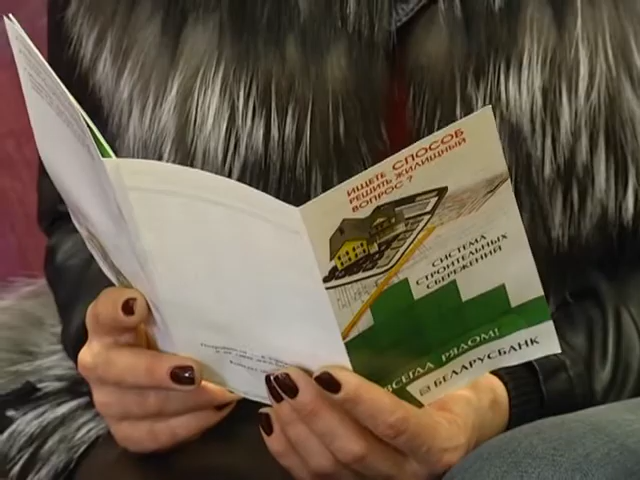 ИЩЕТЕ СПОСОБ
РЕШИТЬ ЖИЛИЩНЫЙ
ВОПРОС?
СИСТЕМА
СТРОИТЕЛЬНЫХ
СБЕРЕЖЕНИЙ
ВСЕГДА РЯДОМ!
БЕЛАРУСБАНК